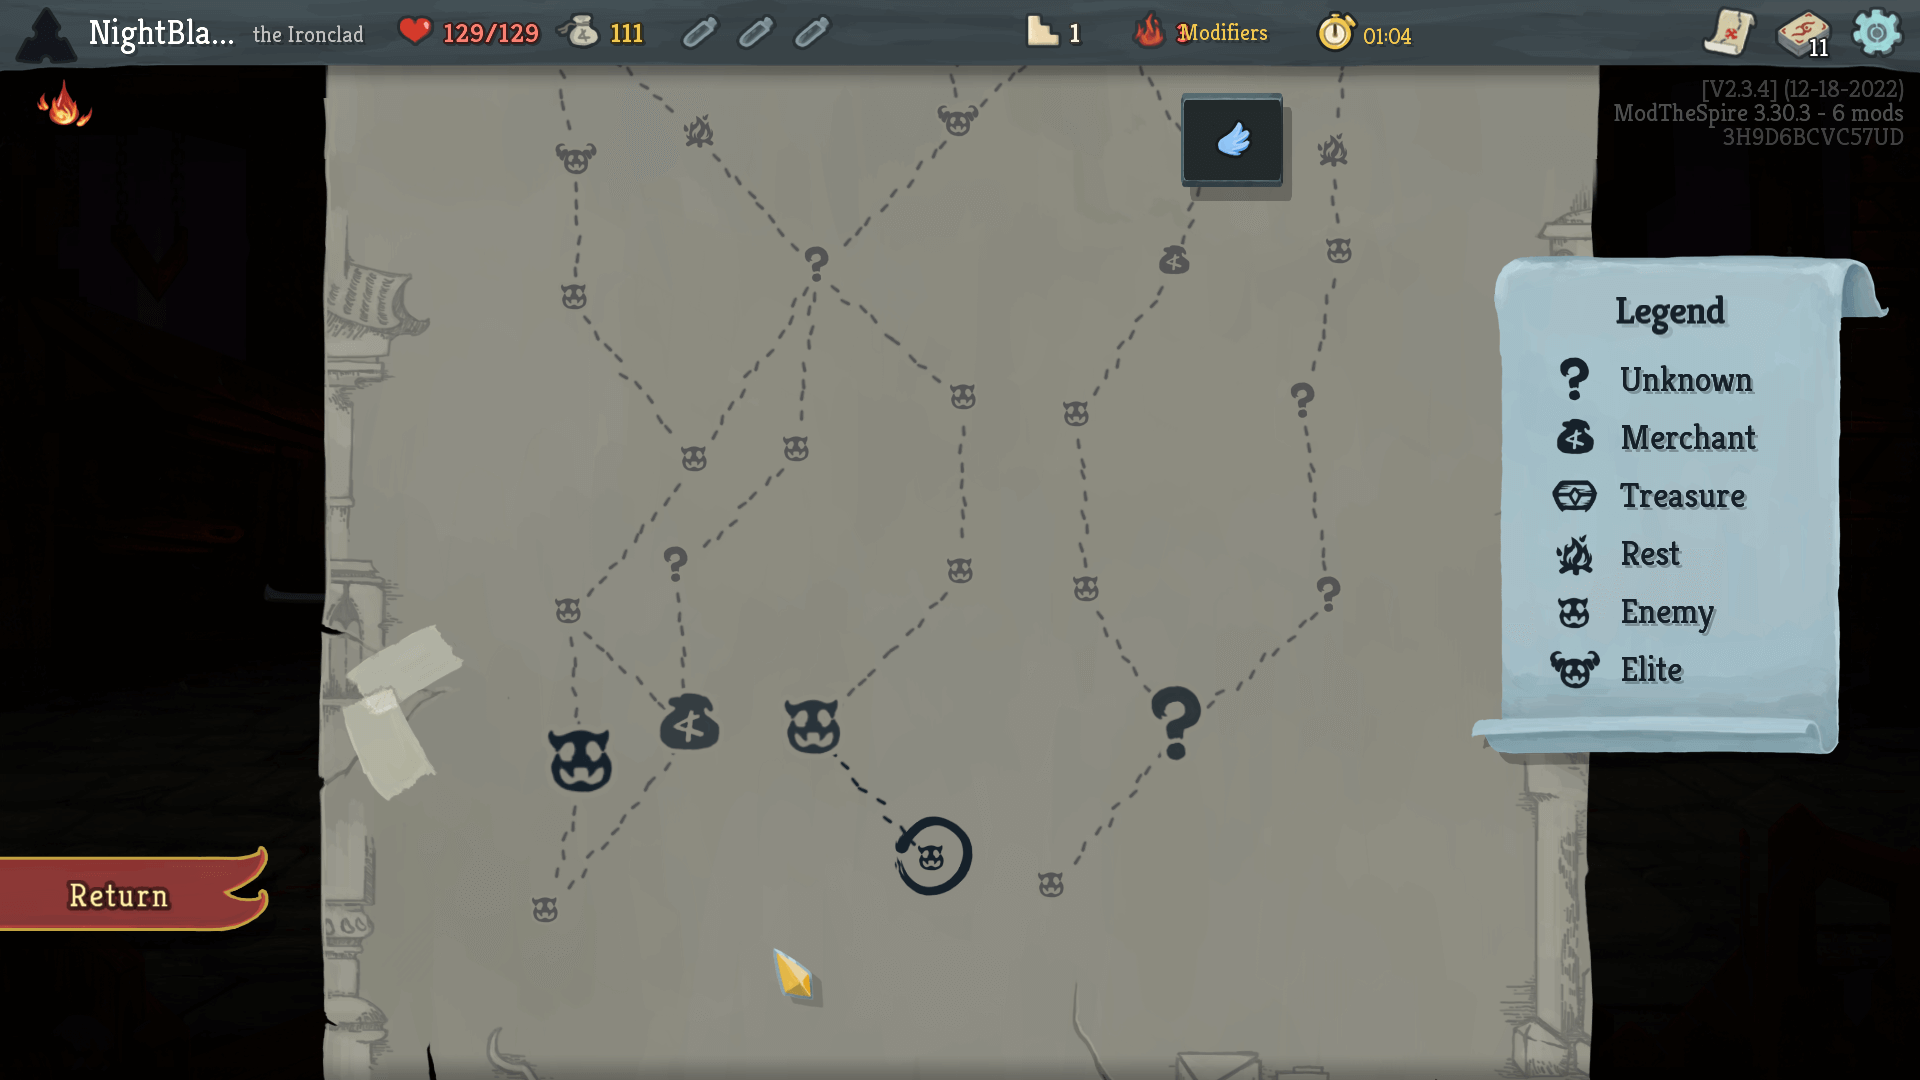 NightBla... the Ironclad 129/129 111 1 Modifiers 01:04 11
[V2.3.4] (12-18-2022)
ModTheSpire 3.30.3 - 6 mods
3H9D6BCVC57UD
Legend
Unknown
Merchant
Treasure
Rest
Enemy
Elite
Return